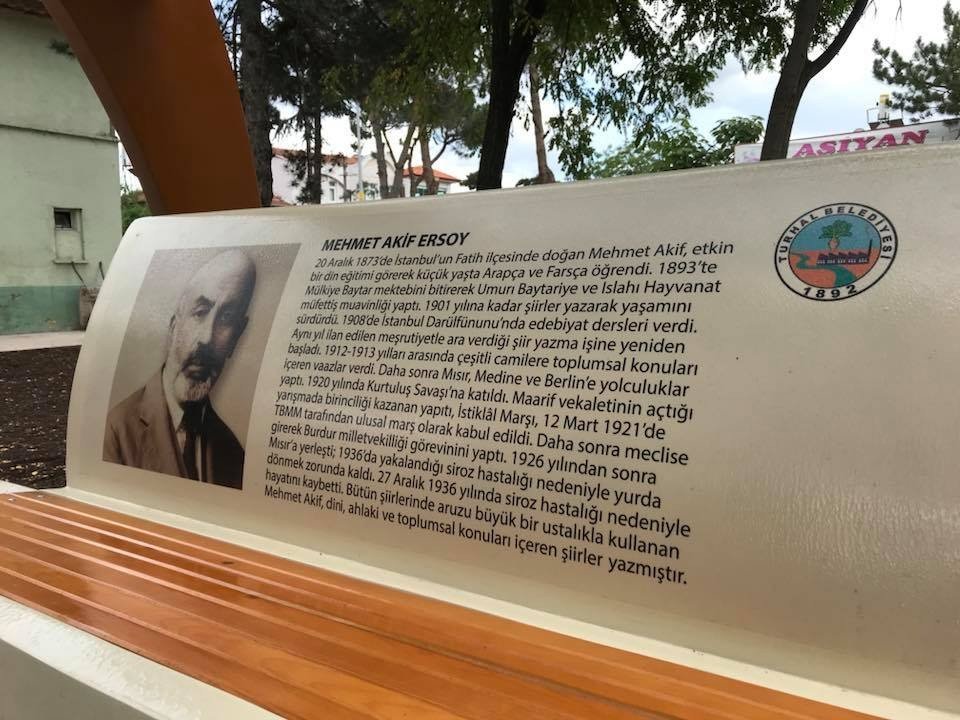 AŞİYAN
TURHAL BELEDİYESİ
1892
MEHMET AKİF ERSOY
20 Aralık 1873'de İstanbul'un Fatih ilçesinde doğan Mehmet Akif, etkin
bir din eğitimi görerek küçük yaşta Arapça ve Farsça öğrendi. 1893'te
Mülkiye Baytar mektebini bitirerek Umuru Baytariye ve Islahı Hayvanat
müfettiş muavinliği yaptı. 1901 yılına kadar şiirler yazarak yaşamını
sürdürdü. 1908'de İstanbul Darülfünunu'nda edebiyat dersleri verdi.
Aynı yıl ilan edilen meşrutiyetle ara verdiği şiir yazma işine yeniden
başladı. 1912-1913 yılları arasında çeşitli camilere toplumsal konuları
içeren vaazlar verdi. Daha sonra Mısır, Medine ve Berlin'e yolculuklar
yaptı. 1920 yılında Kurtuluş Savaşı'na katıldı. Maarif vekaletinin açtığı
yarışmada birinciliği kazanan yapıtı, İstiklâl Marşı, 12 Mart 1921'de
TBMM tarafından ulusal marş olarak kabul edildi. Daha sonra meclise
girerek Burdur milletvekilliği görevinini yaptı. 1926 yılından sonra
Mısır'a yerleşti; 1936'da yakalandığı siroz hastalığı nedeniyle yurda
dönmek zorunda kaldı. 27 Aralık 1936 yılında siroz hastalığı nedeniyle
hayatını kaybetti. Bütün şiirlerinde aruzu büyük bir ustalıkla kullanan
Mehmet Akif, dini, ahlaki ve toplumsal konuları içeren şiirler yazmıştır.